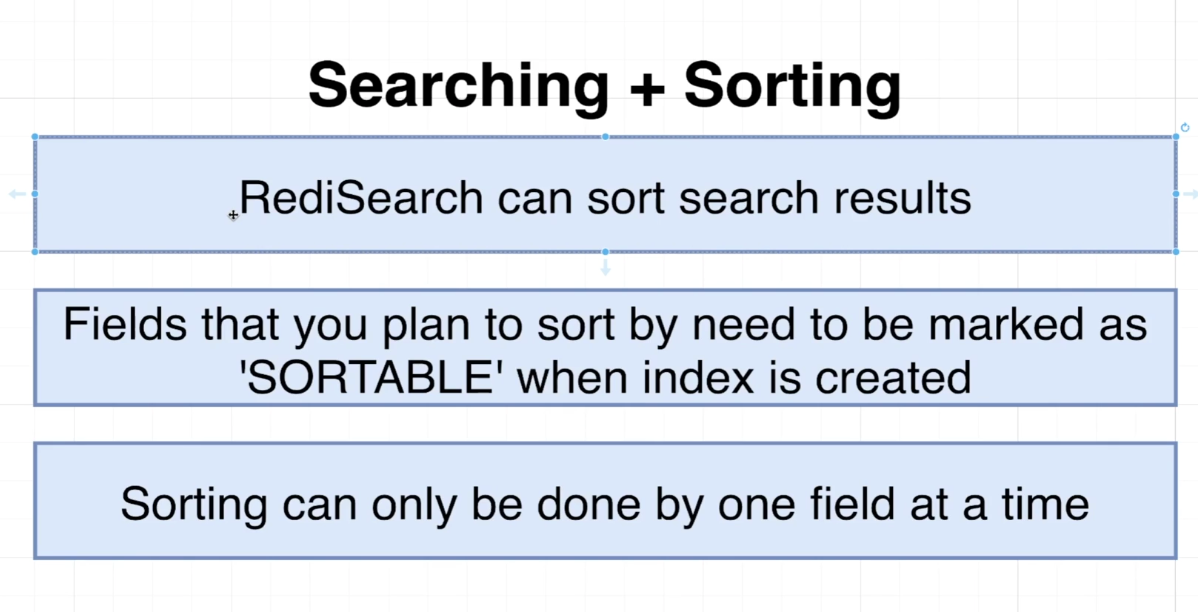 Searching + Sorting
RediSearch can sort search results
Fields that you plan to sort by need to be marked as
'SORTABLE' when index is created
Sorting can only be done by one field at a time